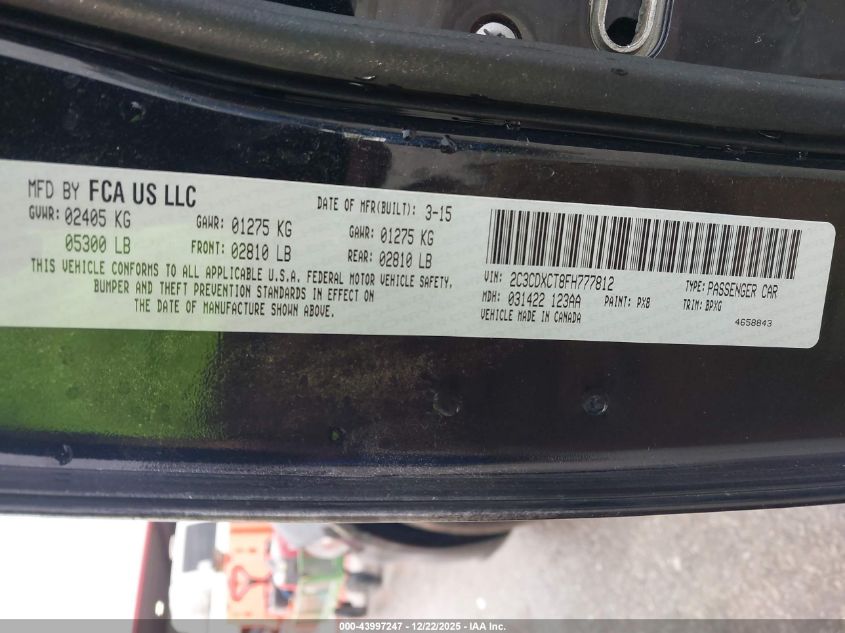 MFD BY FCA US LLC DATE OF MFR(BUILT): 3-15
GVWR: 02405 KG GAWR: 01275 KG GAWR: 01275 KG
05300 LB FRONT: 02810 LB REAR: 02810 LB
THIS VEHICLE CONFORMS TO ALL APPLICABLE U.S.A. FEDERAL MOTOR VEHICLE SAFETY,
BUMPER AND THEFT PREVENTION STANDARDS IN EFFECT ON
THE DATE OF MANUFACTURE SHOWN ABOVE.
VIN: 2C3CDXCT8FH777812 TYPE: PASSENGER CAR
MDH: 031422 123AA PAINT: PX8 TRIM: BPXG
VEHICLE MADE IN CANADA 4658843
000-43997247 - 12/22/2025 - IAA Inc.